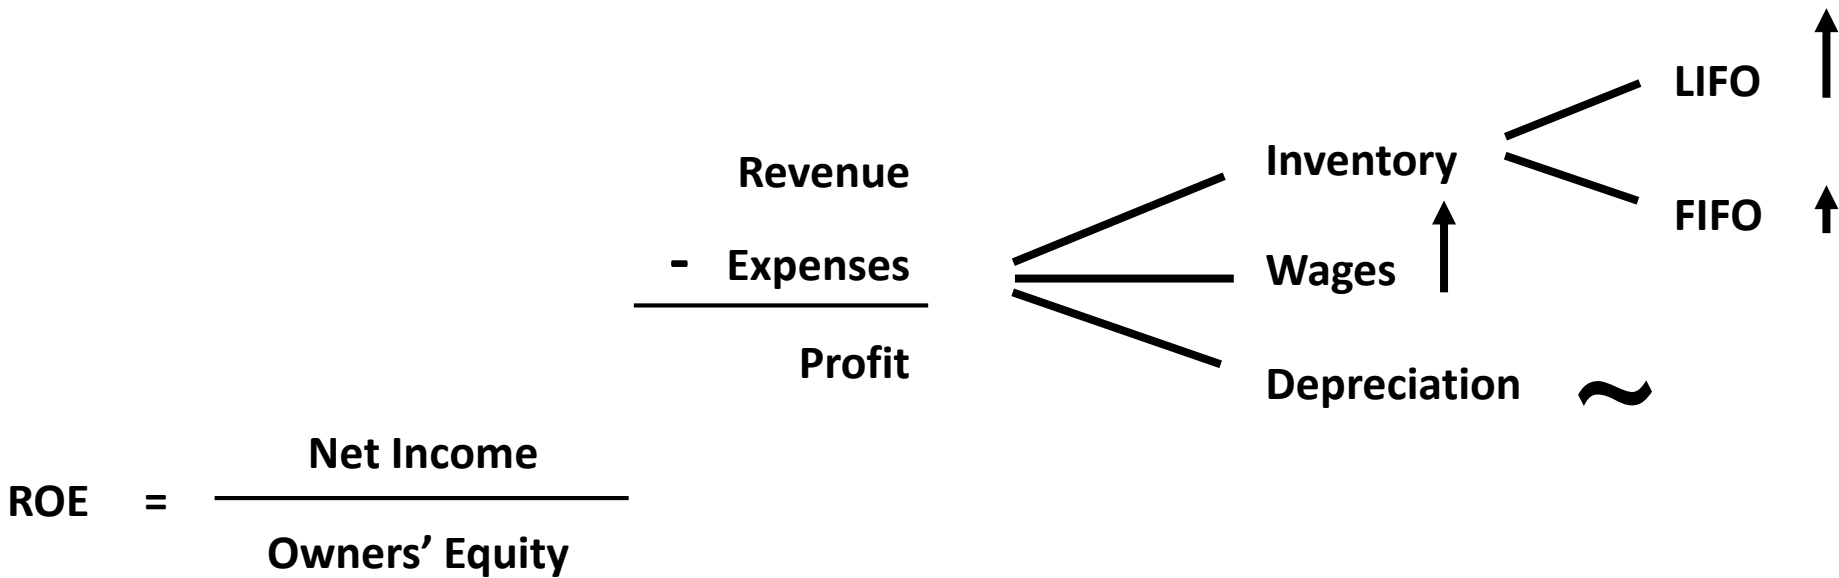 LIFO
Inventory
Revenue
FIFO
- Expenses
Wages
Profit
Depreciation ~
Net Income
ROE =
Owners’ Equity